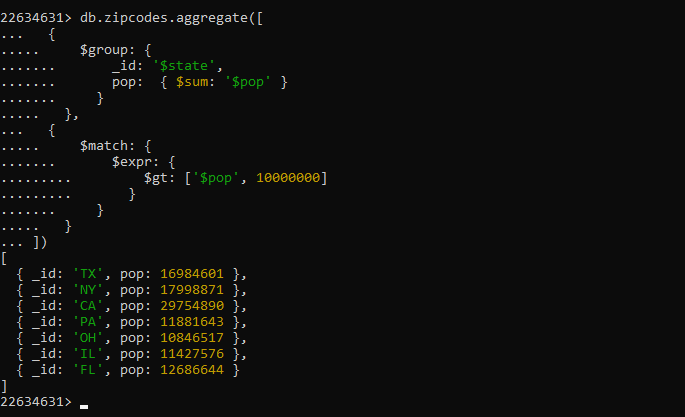 22634631> db.zipcodes.aggregate([
...   {
.....     $group: {
.......       _id: '$state',
.......       pop:  { $sum: '$pop' }
.......     }
.....   },
...   {
.....     $match: {
.......       $expr: {
.........         $gt: ['$pop', 10000000]
.........       }
.......     }
.....   }
... ])
[
  { _id: 'TX', pop: 16984601 },
  { _id: 'NY', pop: 17998871 },
  { _id: 'CA', pop: 29754890 },
  { _id: 'PA', pop: 11881643 },
  { _id: 'OH', pop: 10846517 },
  { _id: 'IL', pop: 11427576 },
  { _id: 'FL', pop: 12686644 }
]
22634631>